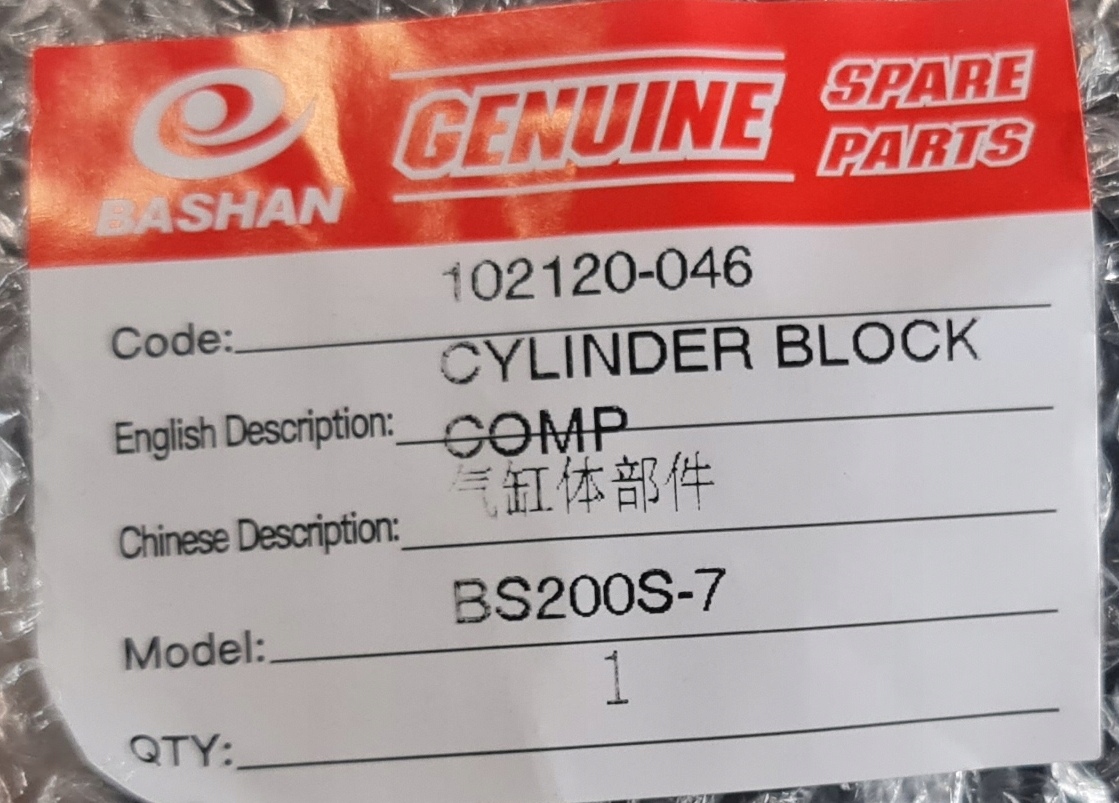 BASHAN
GENUINE
SPARE
PARTS
Code: 102120-046
English Description: CYLINDER BLOCK
COMP
Chinese Description: 气缸体部件
Model: BS200S-7
QTY: 1